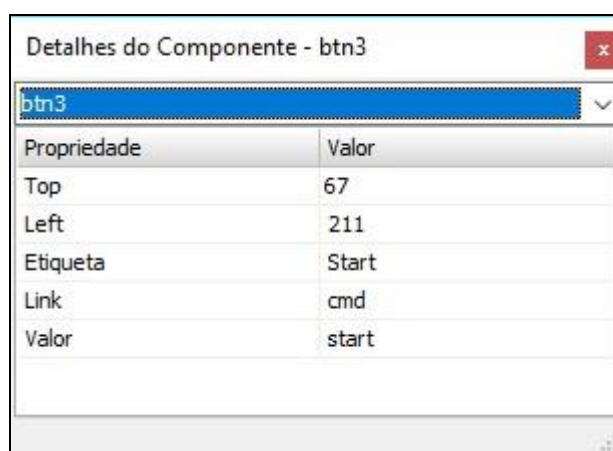 Detalhes do Componente - btn3
x
btn3
Propriedade Valor
Top 67
Left 211
Etiqueta Start
Link cmd
Valor start